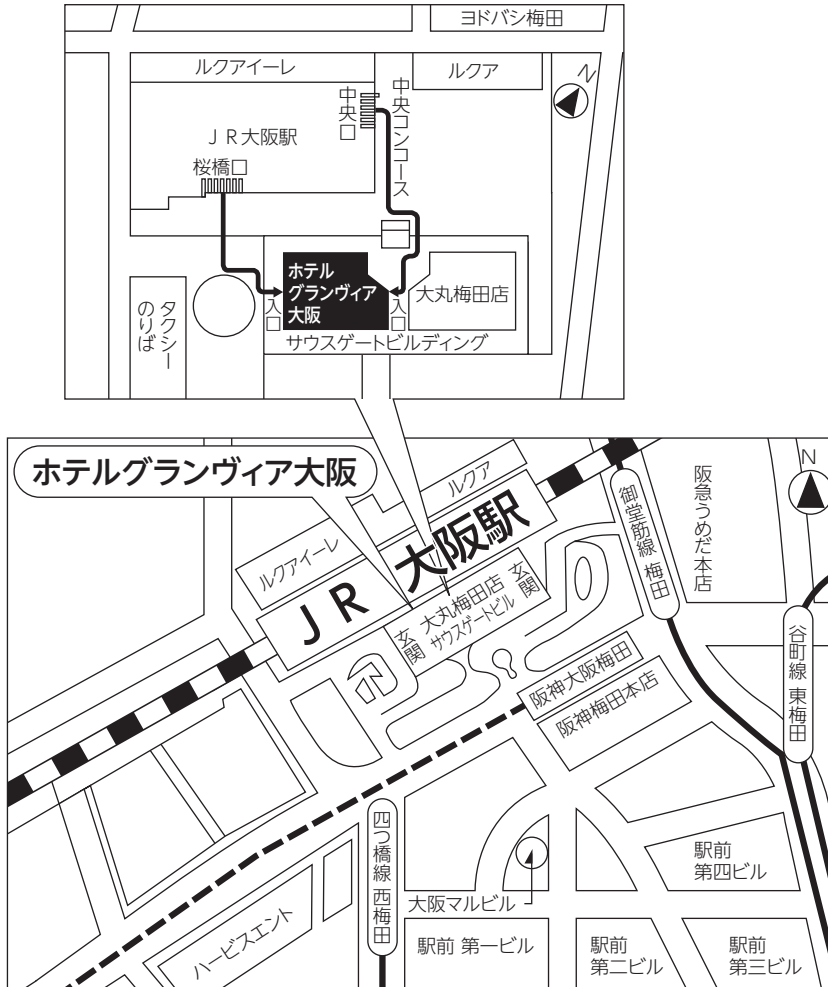 ヨドバシ梅田
ルクアイーレ
ルクア
N
中央口
中央コンコース
JR大阪駅
桜橋口
ホテル
グランヴィア
大阪
入口
入口
大丸梅田店
タクシー
のりば
サウスゲートビルディング
ホテルグランヴィア大阪
ルクア
ルクアイーレ
JR 大阪駅
御堂筋線 梅田
阪急うめだ本店
N
玄関
大丸梅田店
サウスゲートビル
玄関
谷町線 東梅田
阪神大阪梅田
阪神梅田本店
四つ橋線 西梅田
大阪マルビル
駅前
第四ビル
ハービスエント
駅前 第一ビル
駅前
第二ビル
駅前
第三ビル